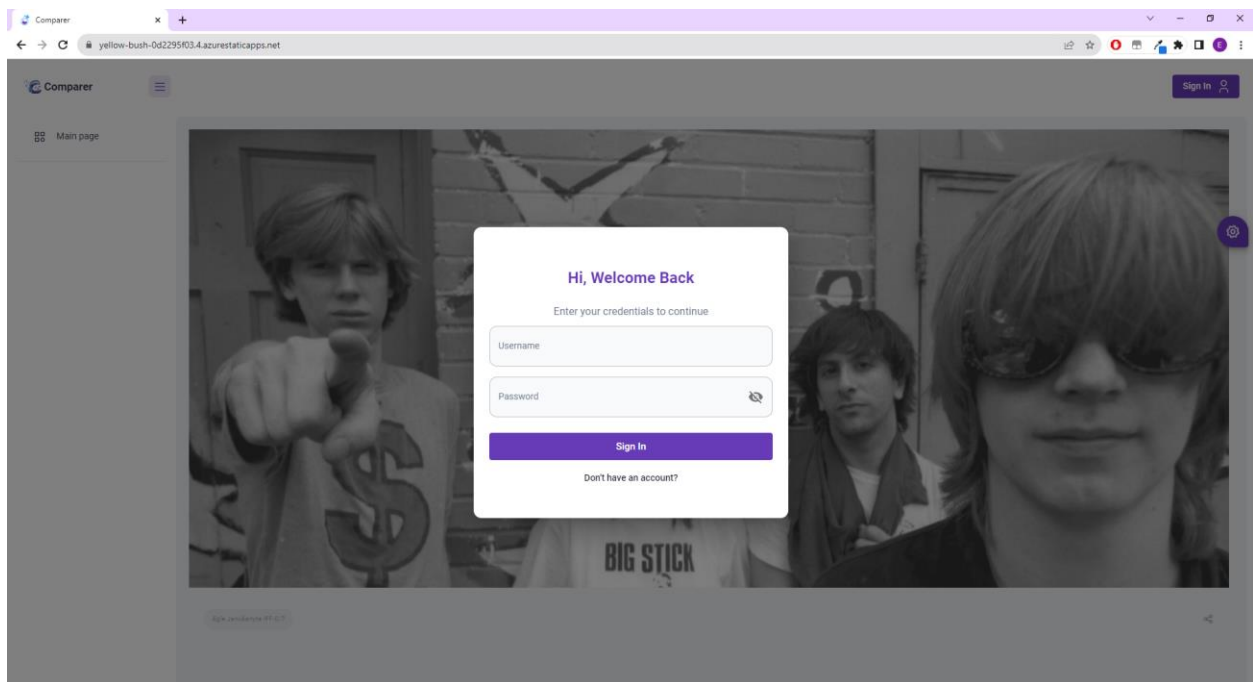 Comparer
yellow-bush-0d2295f03.4.azurestaticapps.net
E
Comparer
Sign In
Main page
Hi, Welcome Back
Enter your credentials to continue
Username
Password
Sign In
Don't have an account?
$
BIG STICK